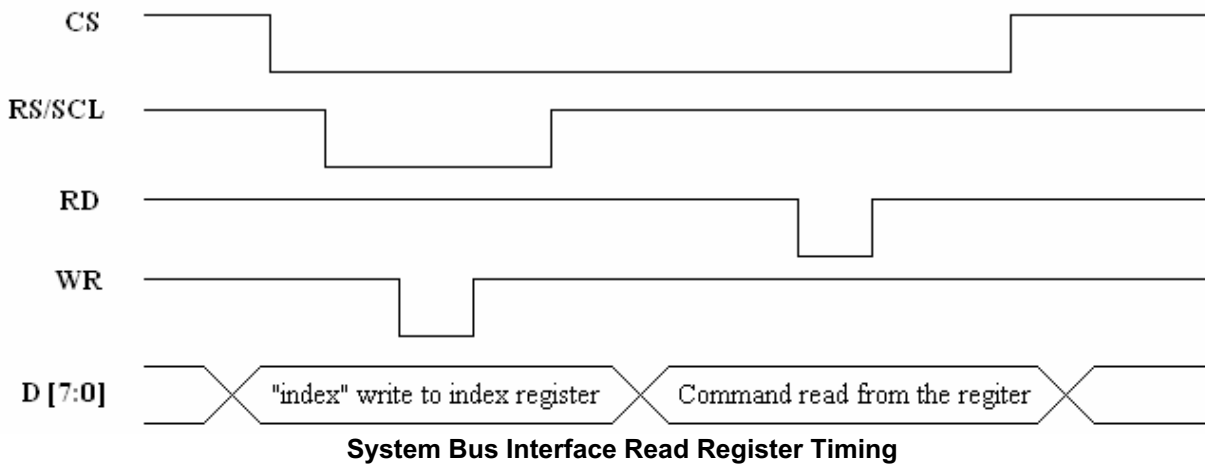 CS
RS/SCL
RD
WR
D [7:0]
"index" write to index register
Command read from the regiter
System Bus Interface Read Register Timing